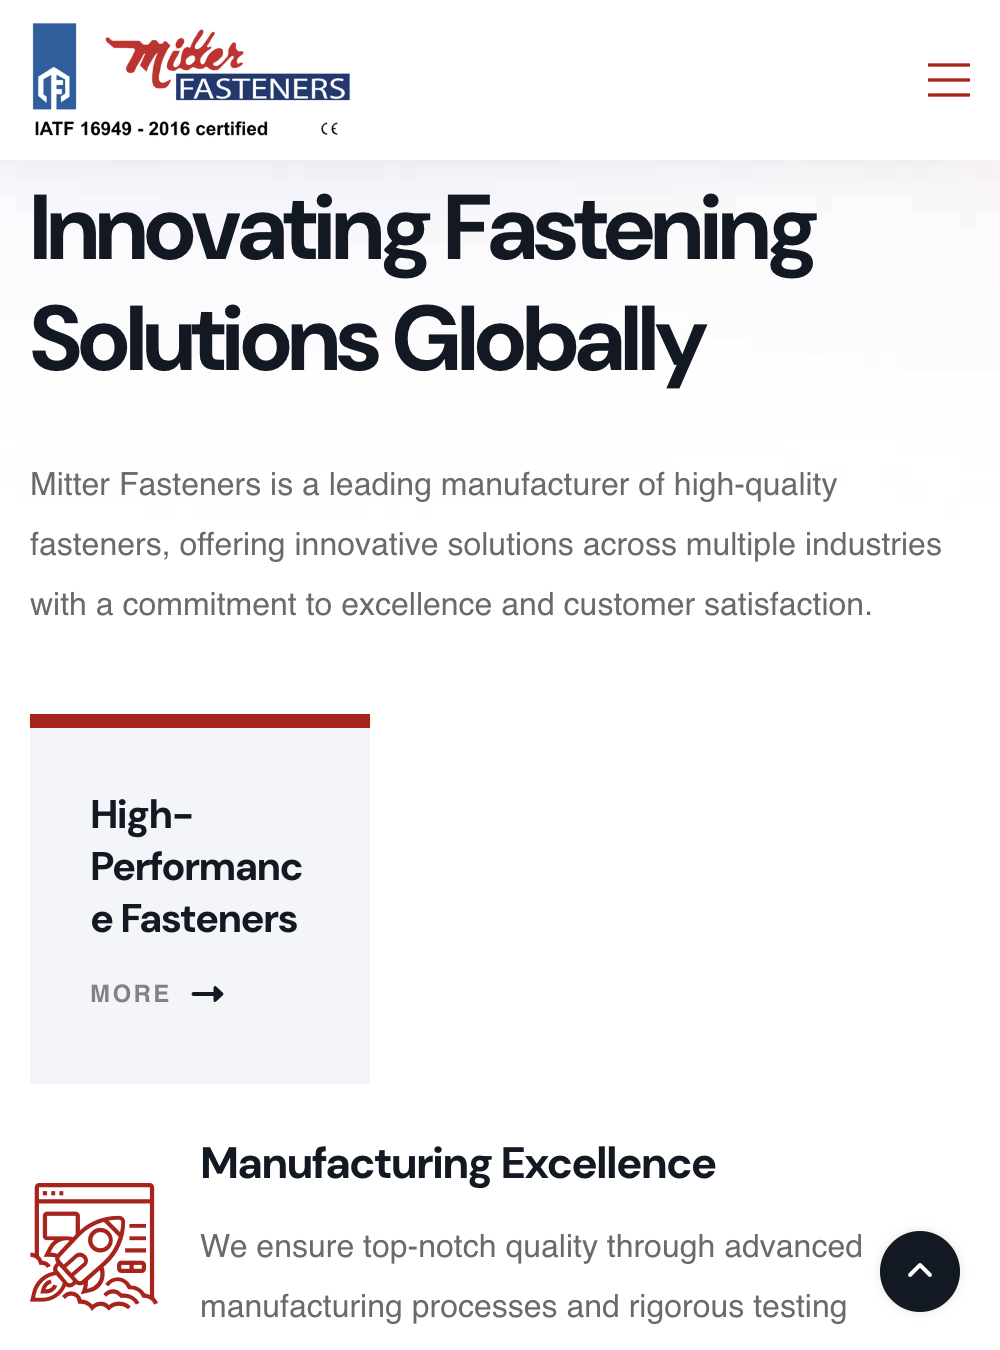 Mitter
FASTENERS
IATF 16949 - 2016 certified CE
Innovating Fastening
Solutions Globally
Mitter Fasteners is a leading manufacturer of high-quality
fasteners, offering innovative solutions across multiple industries
with a commitment to excellence and customer satisfaction.
High-
Performanc
e Fasteners
MORE
Manufacturing Excellence
We ensure top-notch quality through advanced
manufacturing processes and rigorous testing